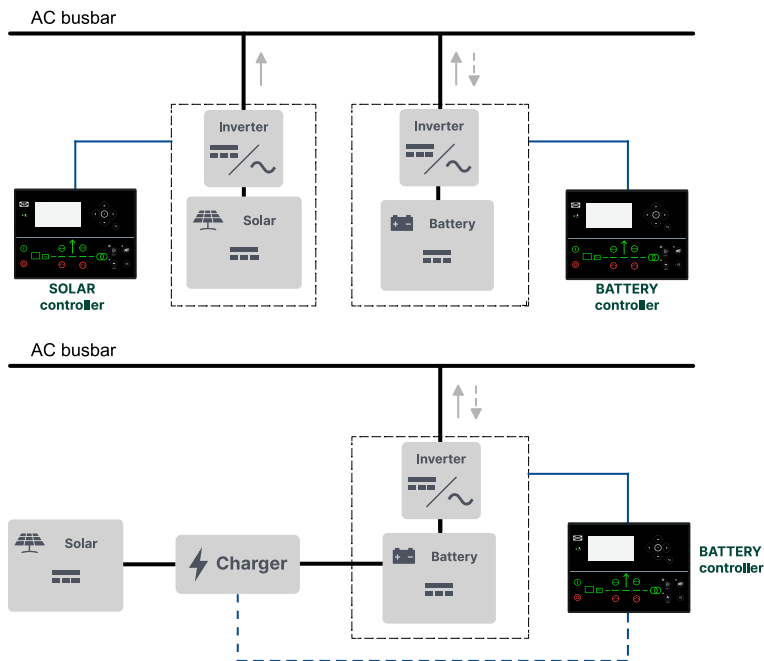 AC busbar
Inverter
Inverter
Solar
Battery
SOLAR
controller
BATTERY
controller
AC busbar
Inverter
Solar
Charger
Battery
BATTERY
controller